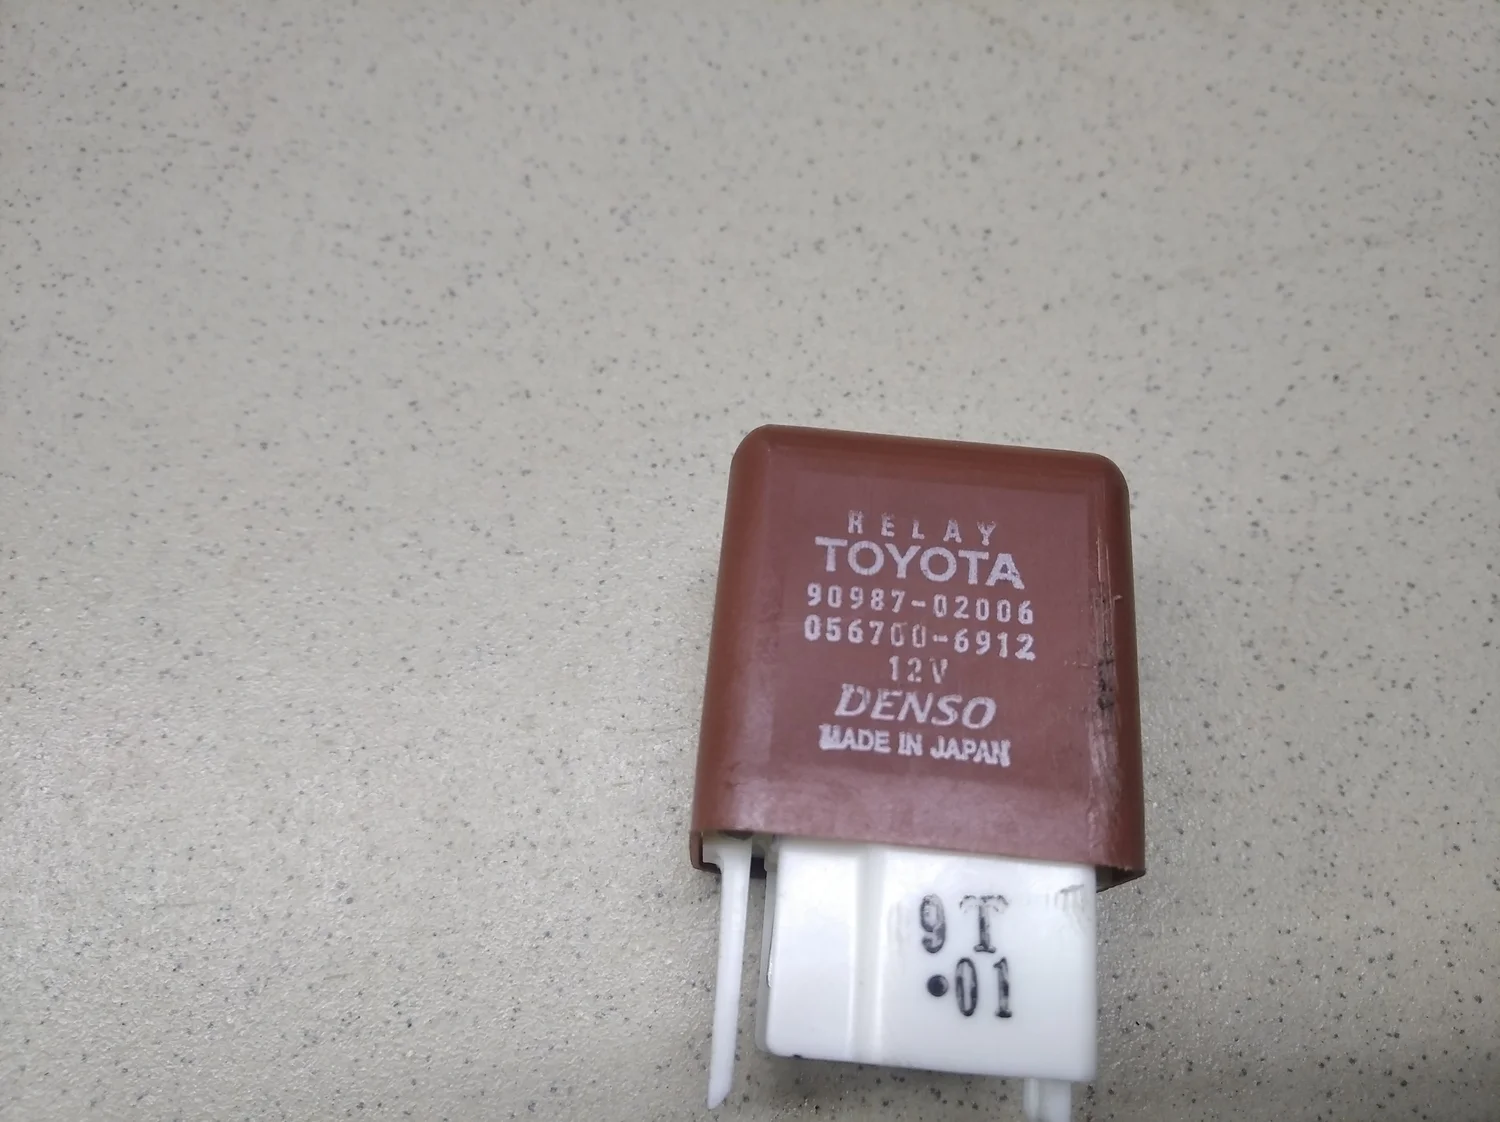 RELAY
TOYOTA
90987-02006
056700-6912
12V
DENSO
MADE IN JAPAN
9T
•01